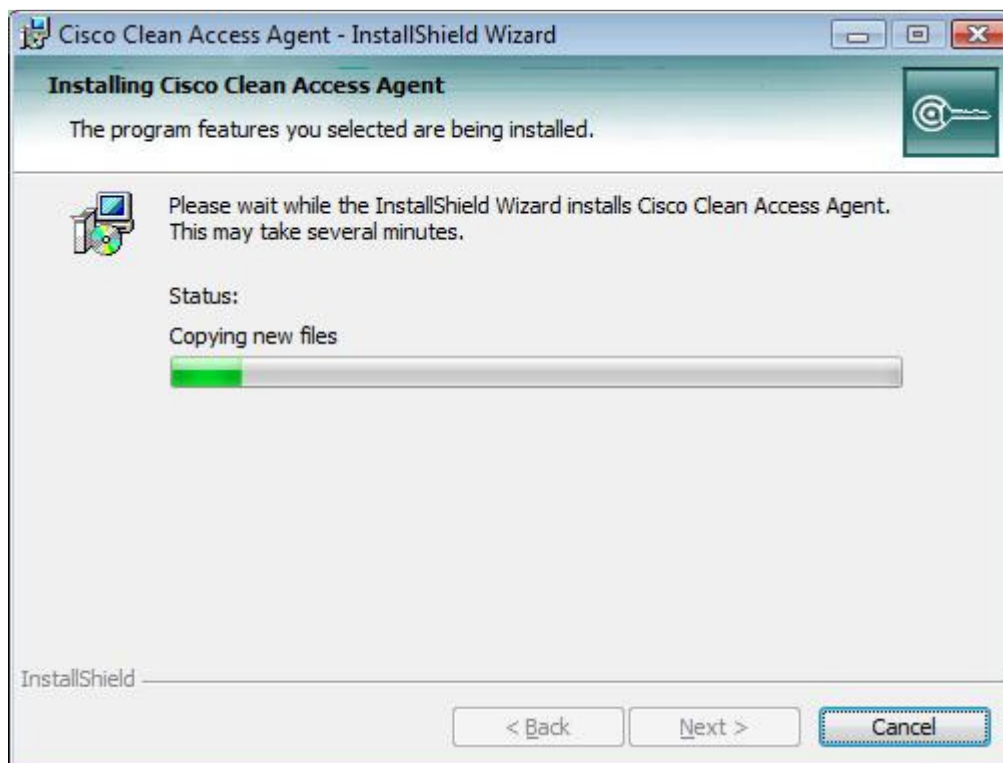 Cisco Clean Access Agent - InstallShield Wizard
Installing Cisco Clean Access Agent
The program features you selected are being installed.
Please wait while the InstallShield Wizard installs Cisco Clean Access Agent.
This may take several minutes.
Status:
Copying new files
InstallShield
< Back
Next >
Cancel